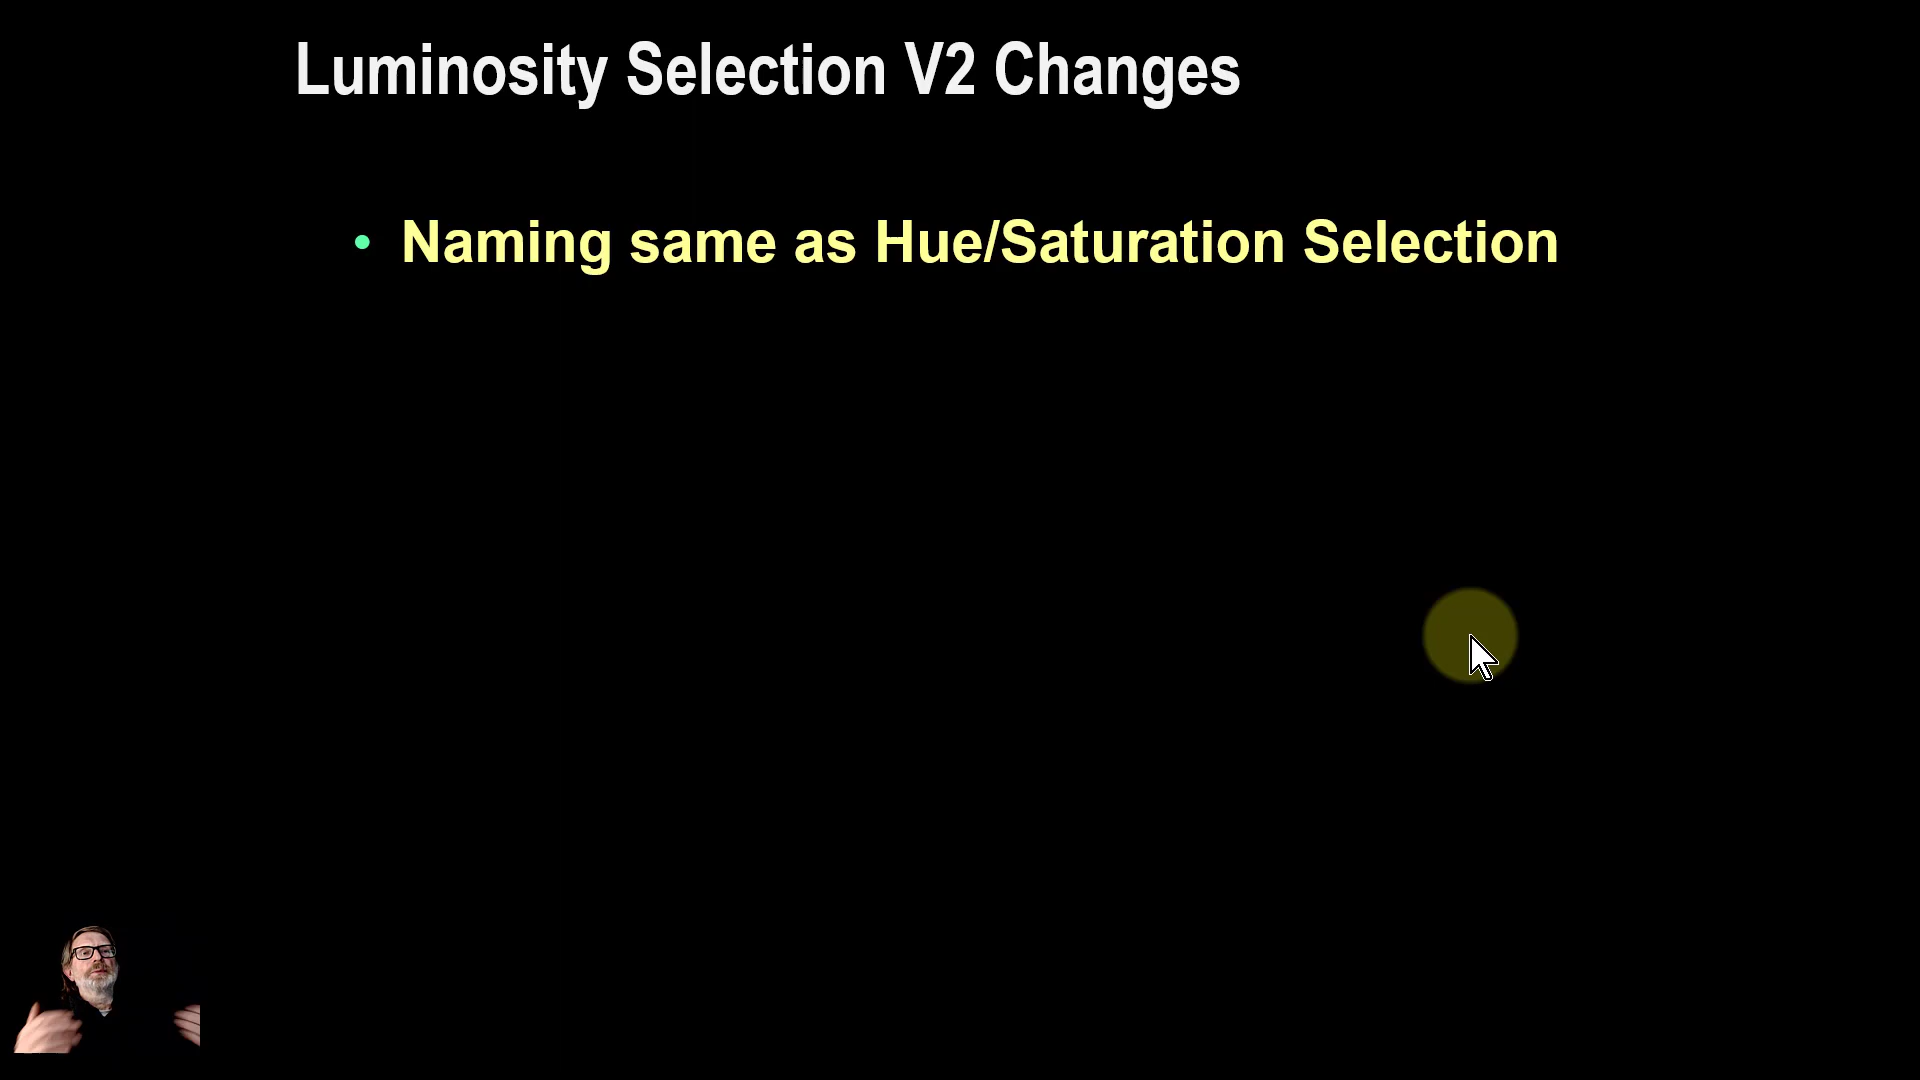 Luminosity Selection V2 Changes
• Naming same as Hue/Saturation Selection